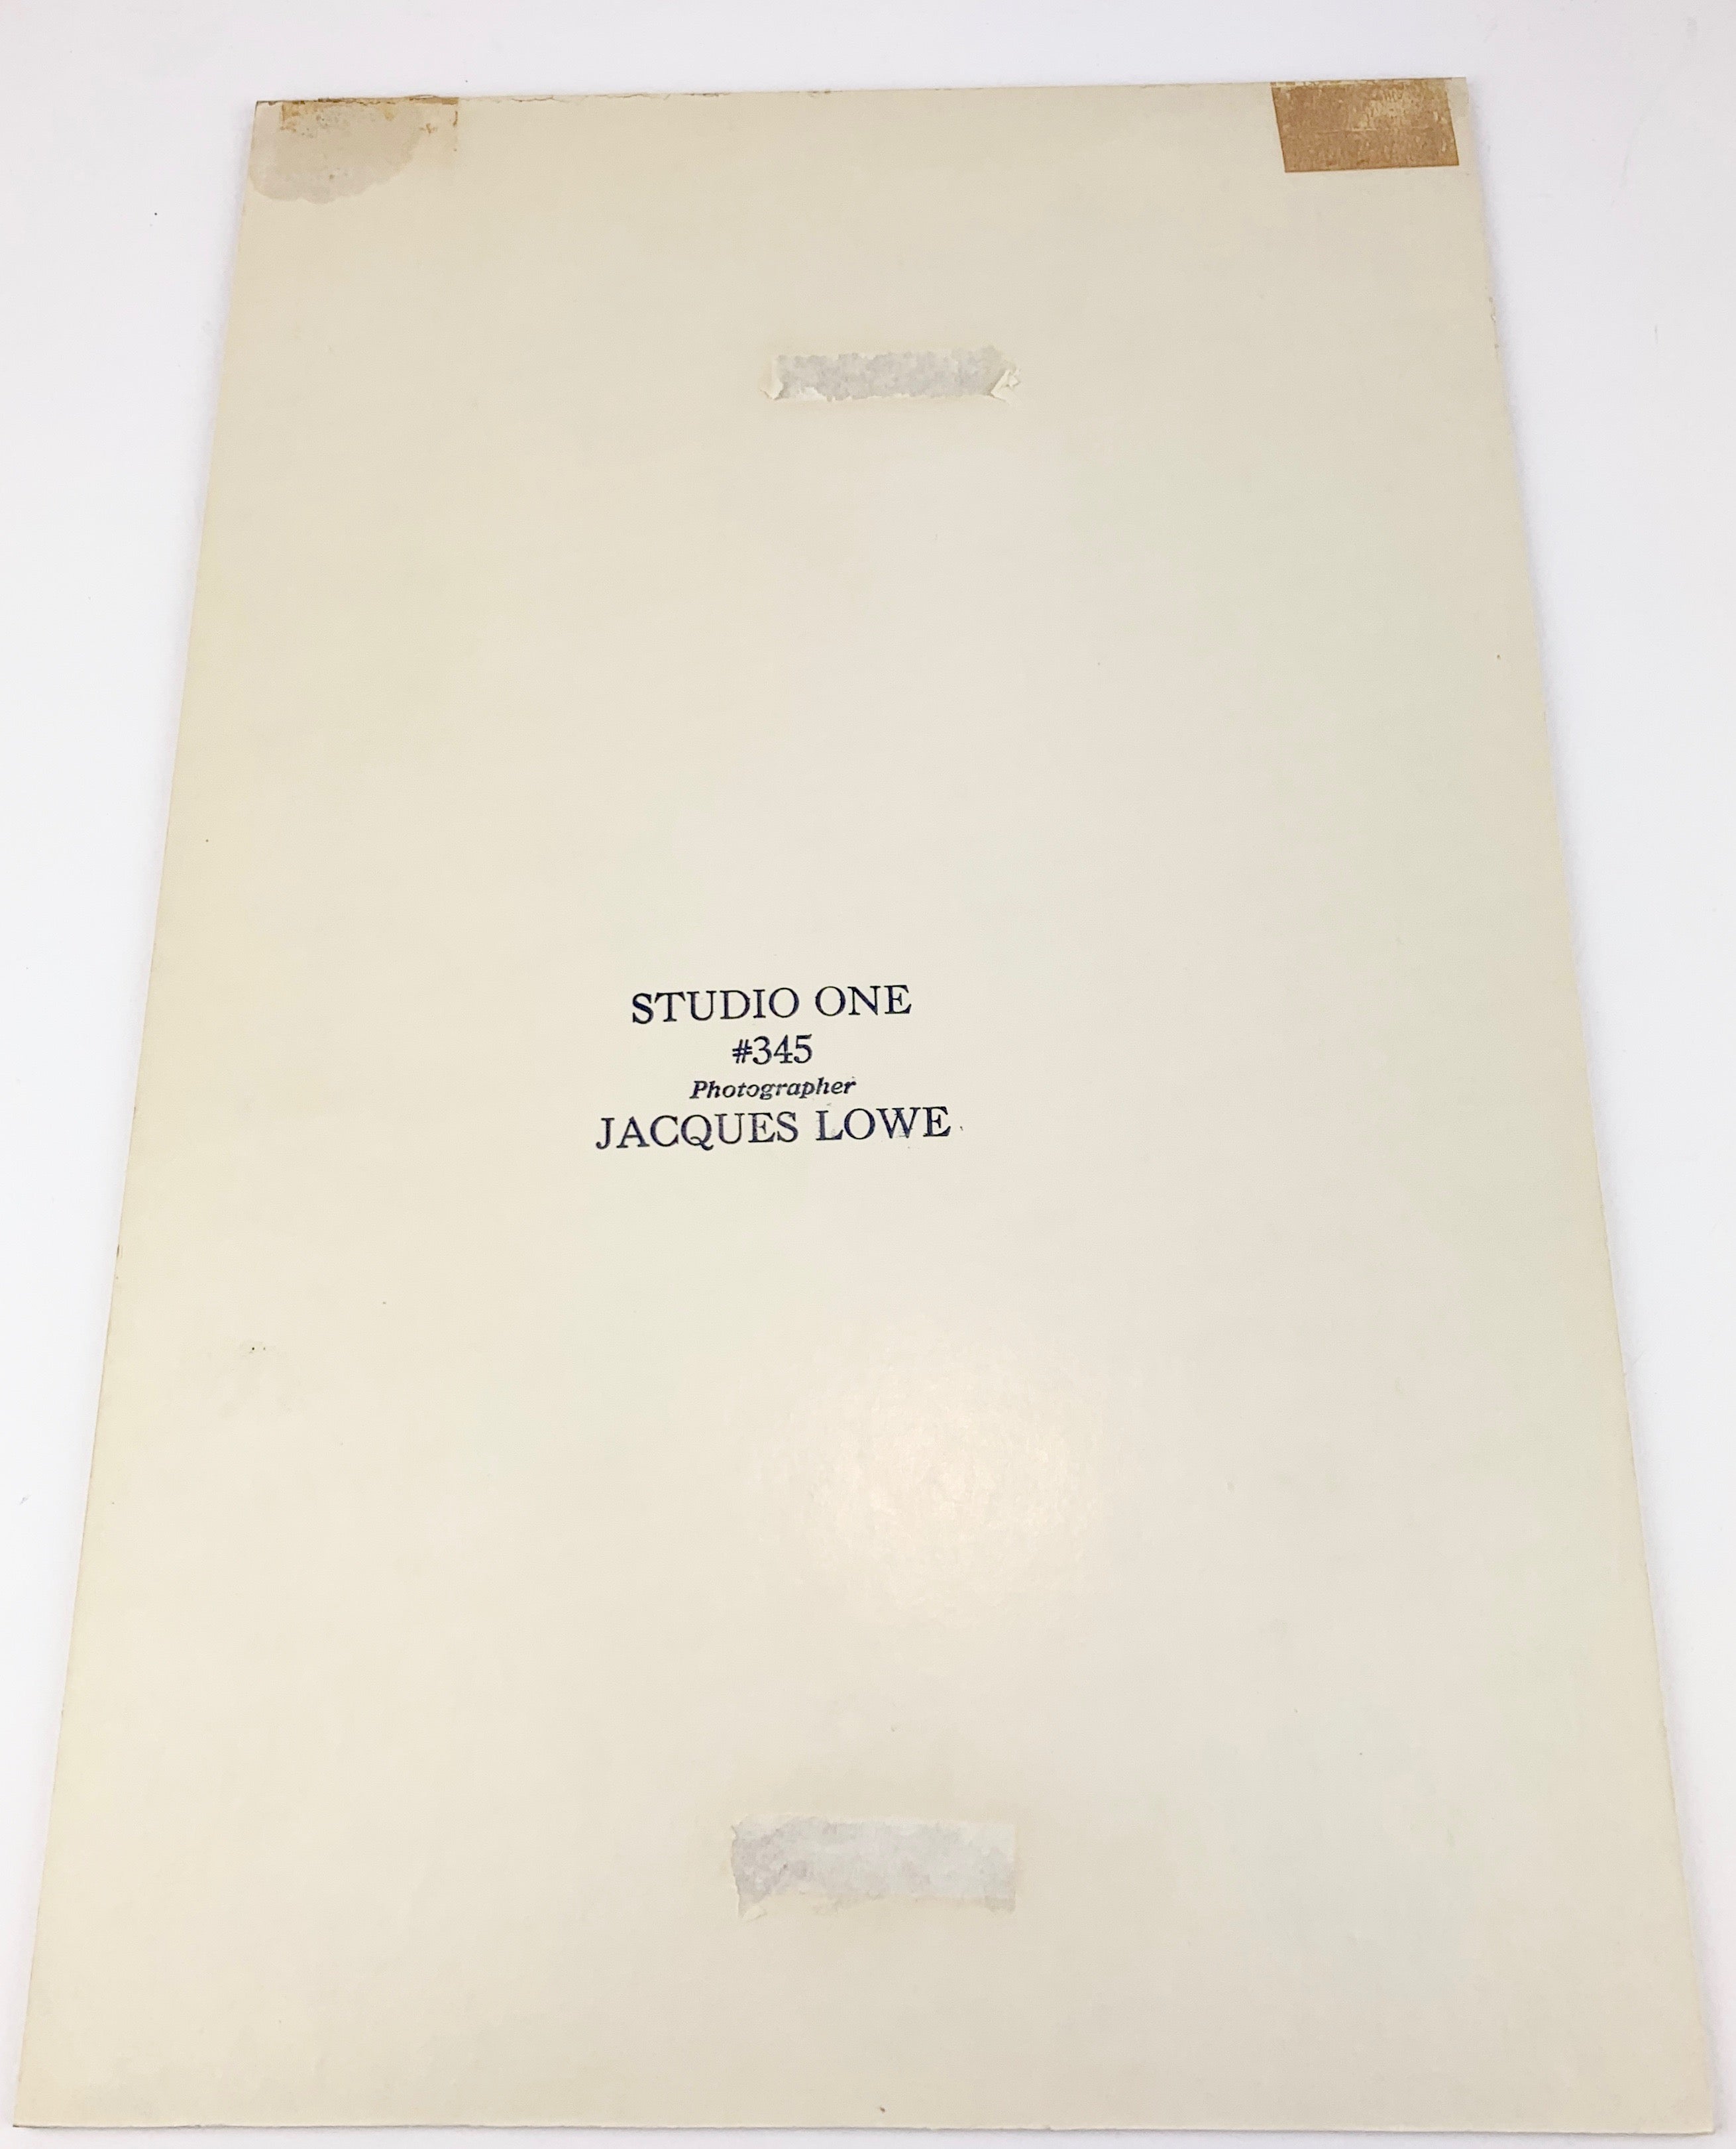 STUDIO ONE
#345
Photographer
JACQUES LOWE